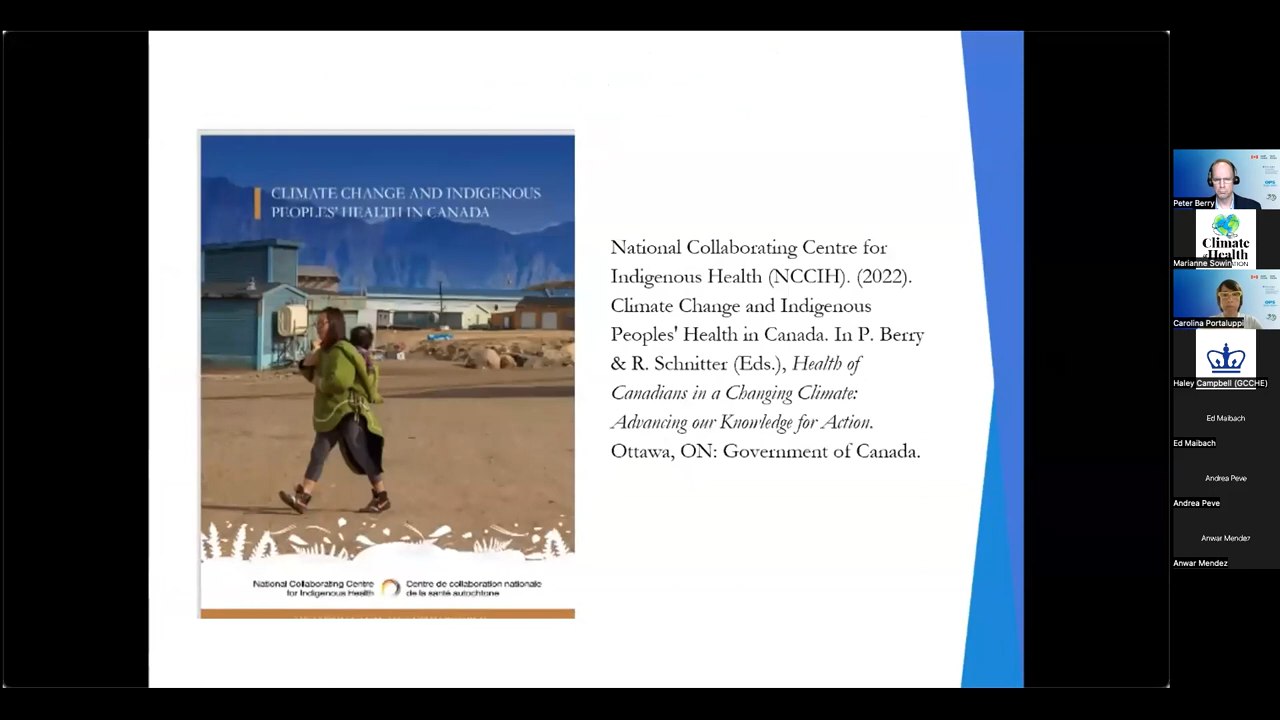 CLIMATE CHANGE AND INDIGENOUS
PEOPLES' HEALTH IN CANADA
National Collaborating Centre
for Indigenous Health
Centre de collaboration nationale
de la santé autochtone
National Collaborating Centre for
Indigenous Health (NCCIH). (2022).
Climate Change and Indigenous
Peoples' Health in Canada. In P. Berry
& R. Schnitter (Eds.), Health of
Canadians in a Changing Climate:
Advancing our Knowledge for Action.
Ottawa, ON: Government of Canada.
Peter Berry
Climate
Health
Marianne Sowin
Carolina Portaluppi
Haley Campbell (GCCHE)
Ed Maibach
Ed Maibach
Andrea Peve
Andrea Peve
Anwar Mendez
Anwar Mendez